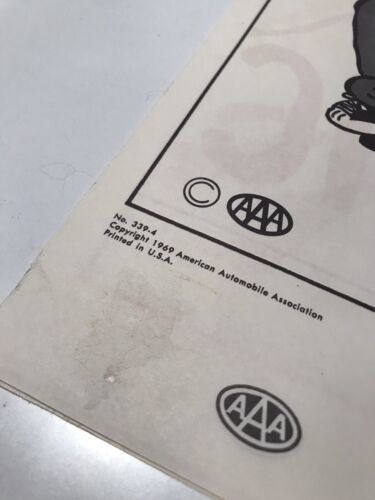 © AAA
No. 339-4
Copyright 1969 American Automobile Association
Printed in U.S.A.
AAA